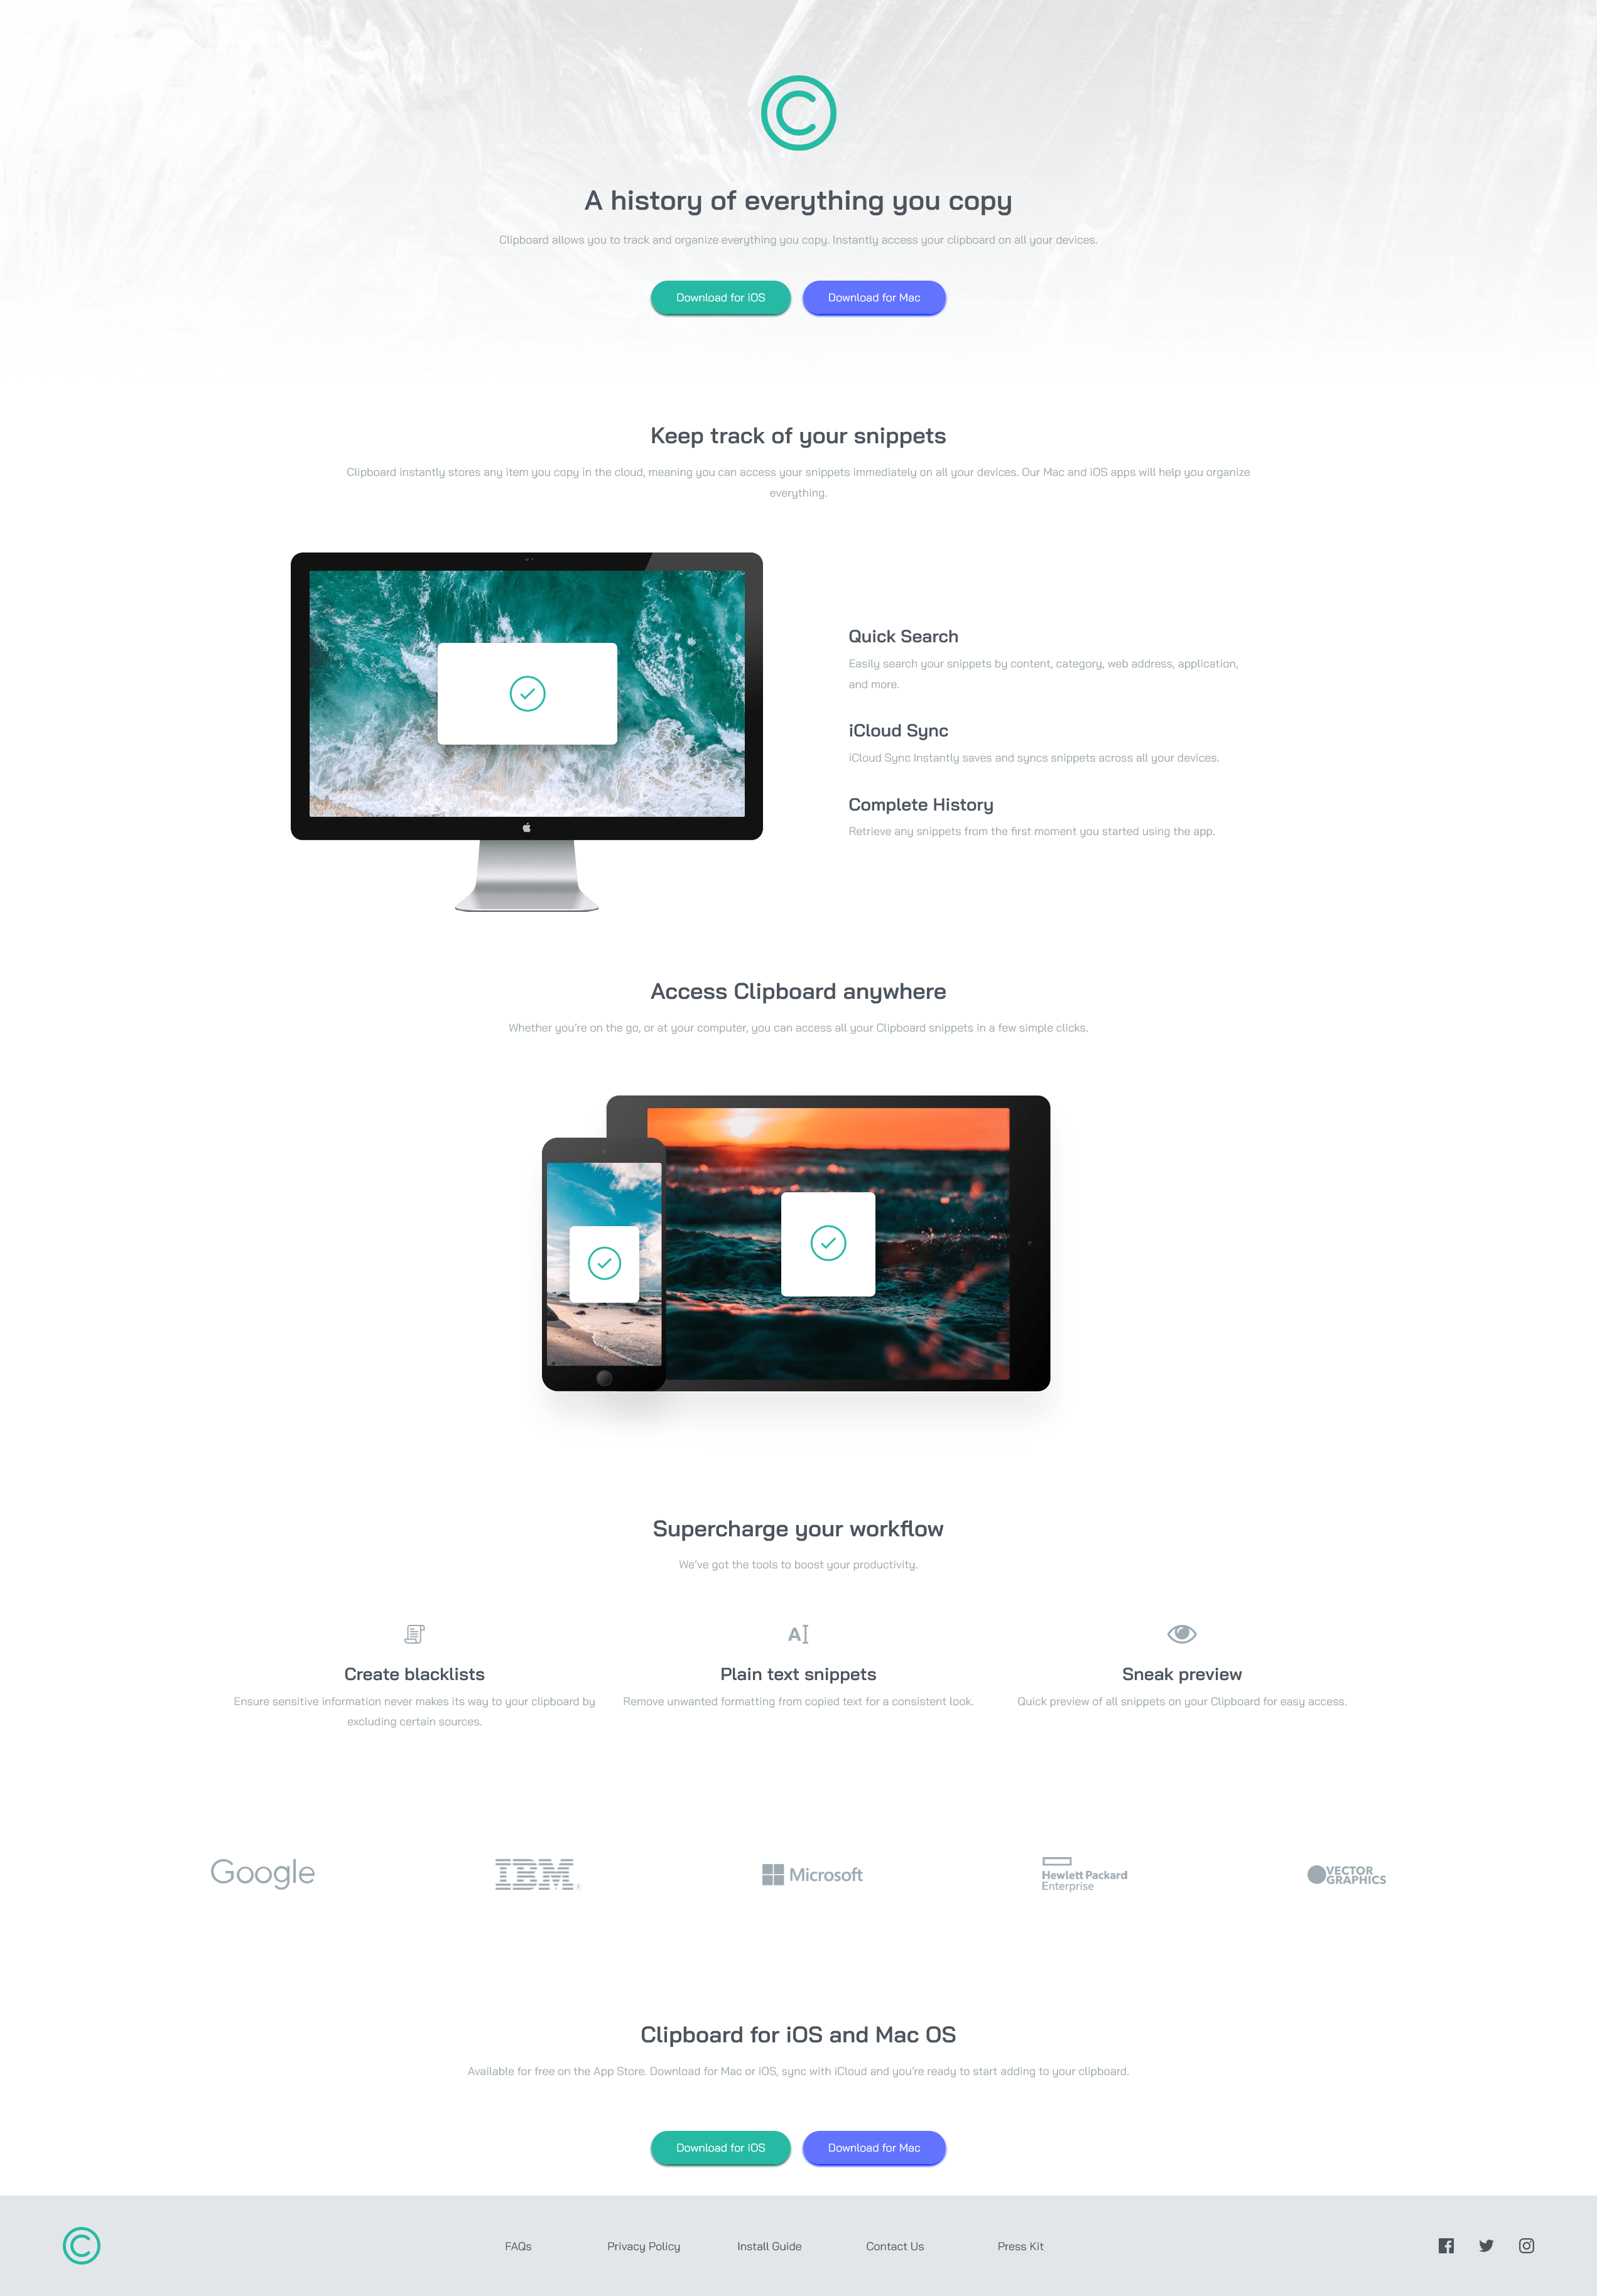 A history of everything you copy
Clipboard allows you to track and organize everything you copy. Instantly access your clipboard on all your devices.
Download for iOS
Download for Mac
Keep track of your snippets
Clipboard instantly stores any item you copy in the cloud, meaning you can access your snippets immediately on all your devices. Our Mac and iOS apps will help you organize
everything.
Quick Search
Easily search your snippets by content, category, web address, application,
and more.
iCloud Sync
iCloud Sync Instantly saves and syncs snippets across all your devices.
Complete History
Retrieve any snippets from the first moment you started using the app.
Access Clipboard anywhere
Whether you're on the go, or at your computer, you can access all your Clipboard snippets in a few simple clicks.
Supercharge your workflow
We've got the tools to boost your productivity.
Create blacklists
Ensure sensitive information never makes its way to your clipboard by
excluding certain sources.
Plain text snippets
Remove unwanted formatting from copied text for a consistent look.
Sneak preview
Quick preview of all snippets on your Clipboard for easy access.
Google
IBM
Microsoft
Hewlett Packard
Enterprise
VECTOR
GRAPHICS
Clipboard for iOS and Mac OS
Available for free on the App Store. Download for Mac or iOS, sync with iCloud and you're ready to start adding to your clipboard.
Download for iOS
Download for Mac
FAQs
Privacy Policy
Install Guide
Contact Us
Press Kit